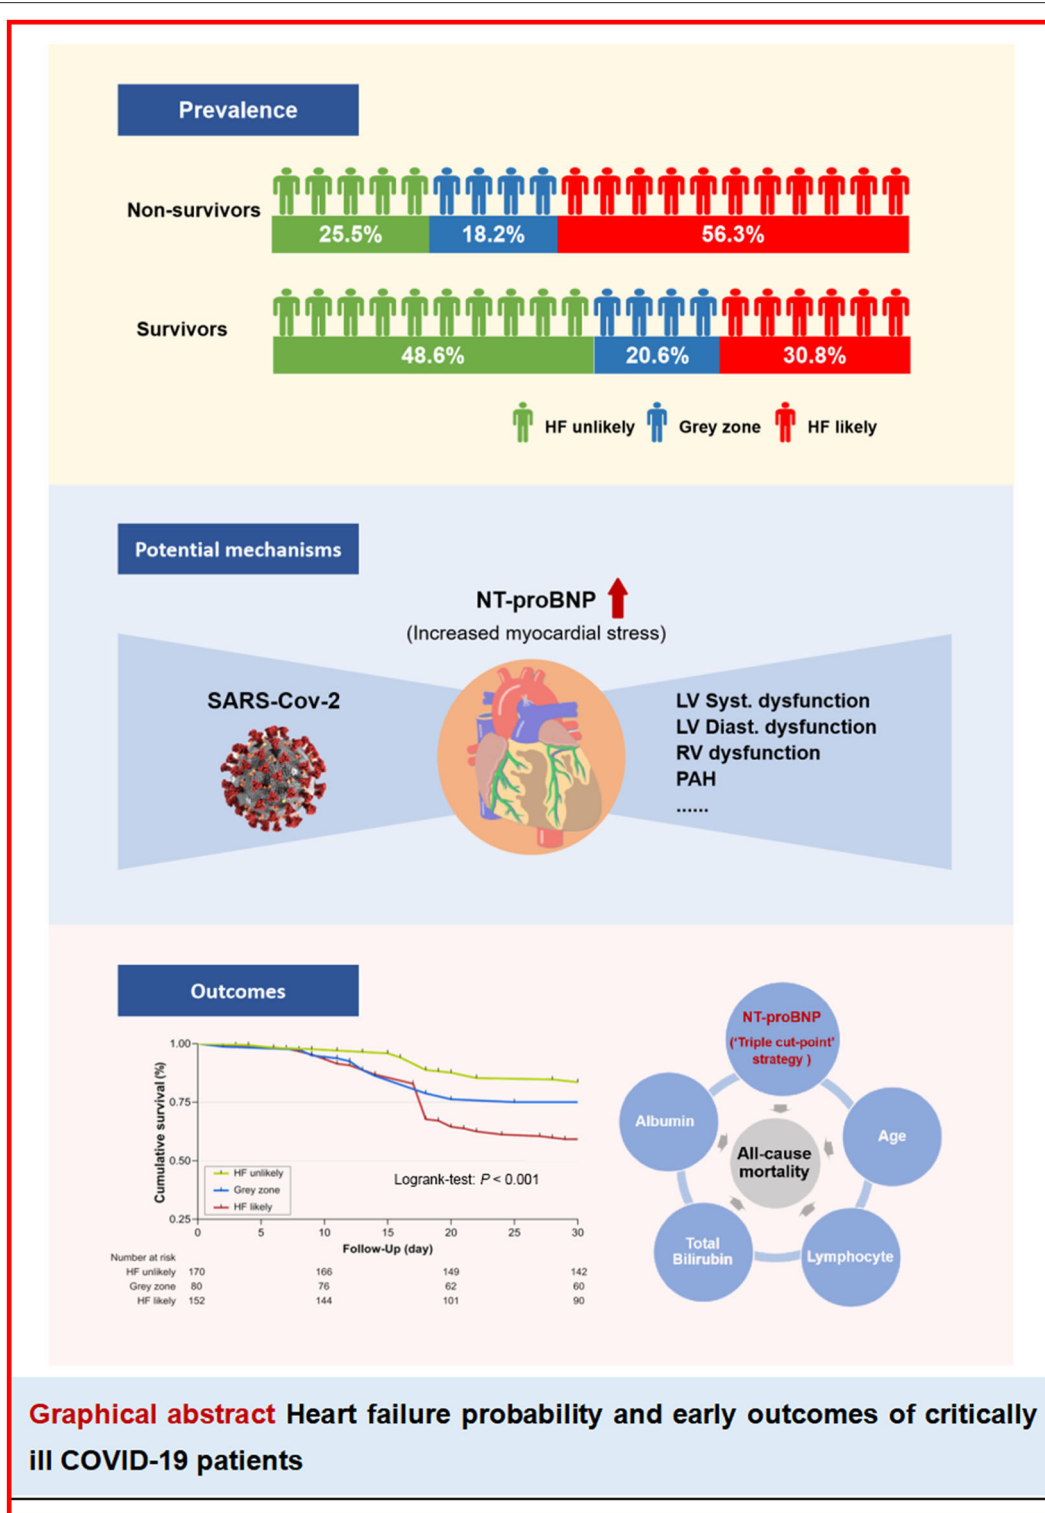 Prevalence
Non-survivors
25.5% 18.2% 56.3%
Survivors
48.6% 20.6% 30.8%
HF unlikely Grey zone HF likely
Potential mechanisms
NT-proBNP
(Increased myocardial stress)
SARS-Cov-2
LV Syst. dysfunction
LV Diast. dysfunction
RV dysfunction
PAH
......
Outcomes
Cumulative survival (%)
1.00
0.75
0.50
0.25
HF unlikely
Grey zone
HF likely
Logrank-test: P < 0.001
0 5 10 15 20 25 30
Follow-Up (day)
Number at risk
HF unlikely 170 166 149 142
Grey zone 80 76 62 60
HF likely 152 144 101 90
NT-proBNP
('Triple cut-point'
strategy )
Albumin
Age
All-cause
mortality
Total
Bilirubin
Lymphocyte
Graphical abstract Heart failure probability and early outcomes of critically
ill COVID-19 patients